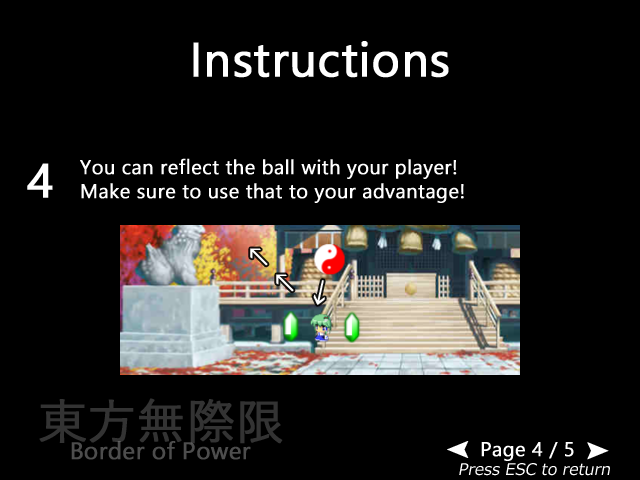 Instructions
4
You can reflect the ball with your player!
Make sure to use that to your advantage!
東方無際限
Border of Power
Page 4 / 5
Press ESC to return